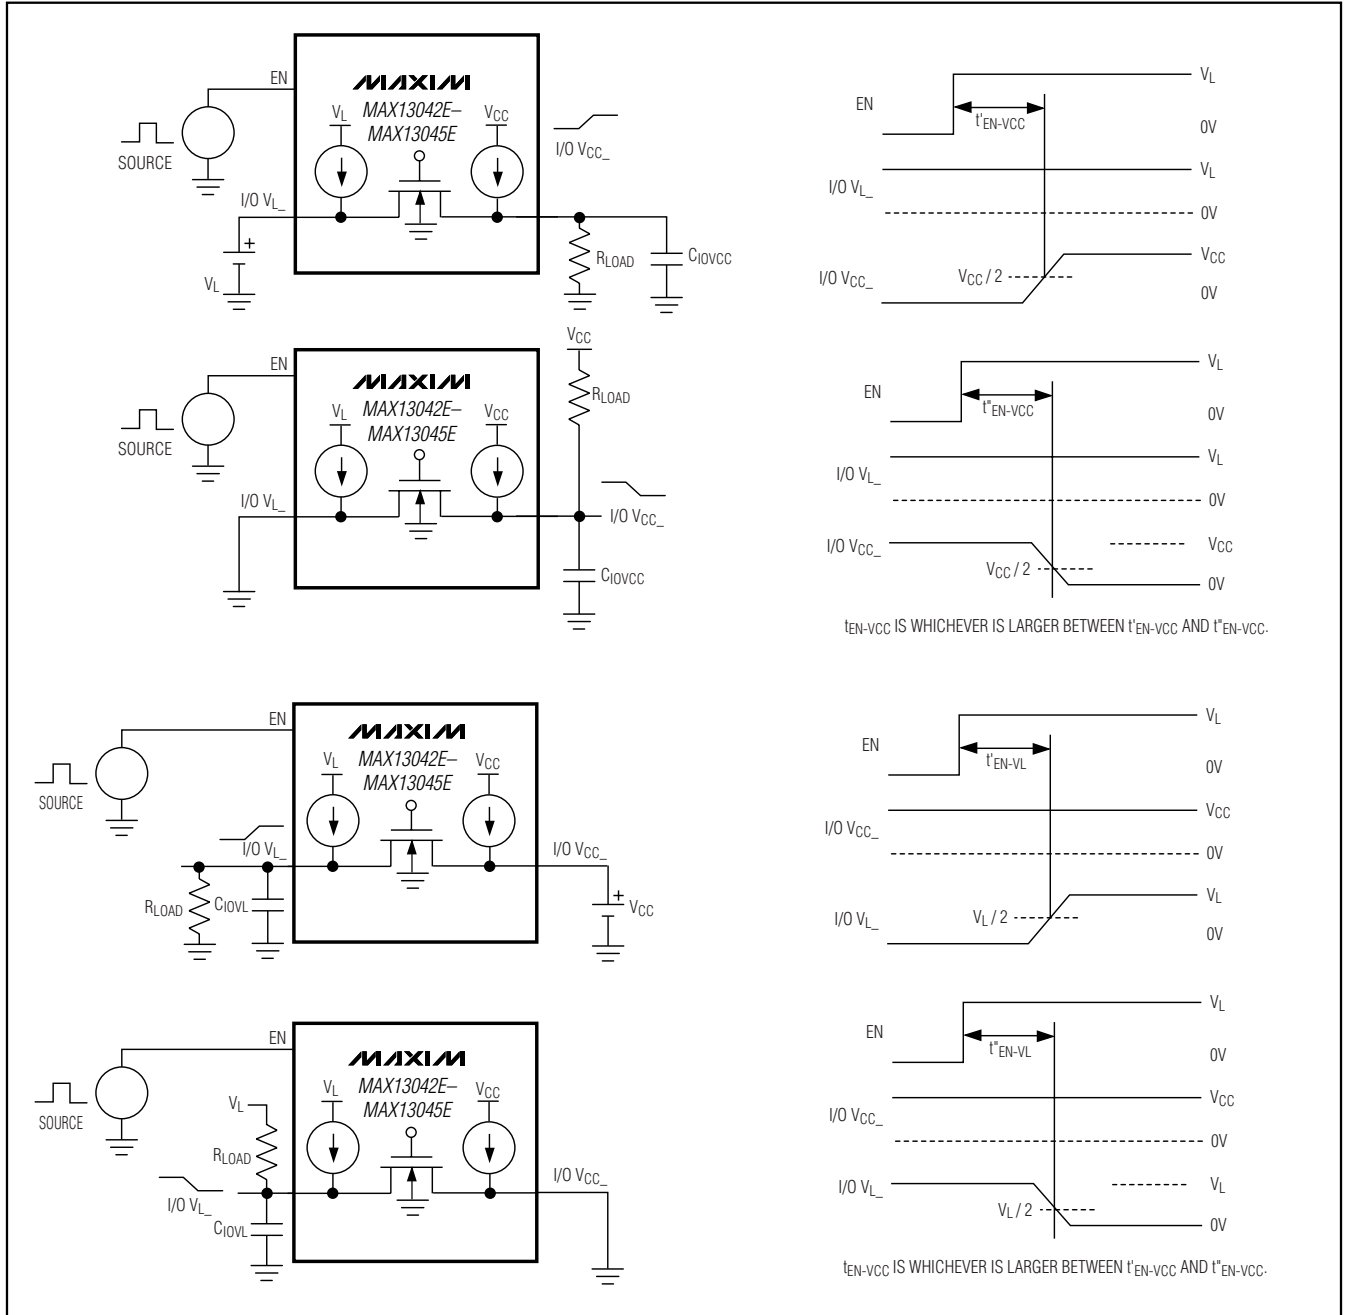 EN
MAXIM
MAX13042E–
MAX13045E
VL
VCC
SOURCE
I/O VL_
I/O VCC_
VL
RLOAD
CIOVCC
EN
VL
t'EN-VCC
0V
I/O VL_
VL
0V
I/O VCC_
VCC
VCC / 2
0V
EN
MAXIM
MAX13042E–
MAX13045E
VL
VCC
SOURCE
I/O VL_
VCC
RLOAD
I/O VCC_
CIOVCC
EN
VL
t"EN-VCC
0V
I/O VL_
VL
0V
I/O VCC_
VCC
VCC / 2
0V
tEN-VCC IS WHICHEVER IS LARGER BETWEEN t'EN-VCC AND t"EN-VCC.
EN
MAXIM
MAX13042E–
MAX13045E
VL
VCC
SOURCE
I/O VL_
I/O VCC_
RLOAD
CIOVL
VCC
EN
VL
t'EN-VL
0V
I/O VCC_
VCC
0V
I/O VL_
VL
VL / 2
0V
EN
MAXIM
MAX13042E–
MAX13045E
VL
VCC
SOURCE
VL
RLOAD
I/O VL_
CIOVL
I/O VCC_
EN
VL
t"EN-VL
0V
I/O VCC_
VCC
0V
I/O VL_
VL
VL / 2
0V
tEN-VCC IS WHICHEVER IS LARGER BETWEEN t'EN-VCC AND t"EN-VCC.